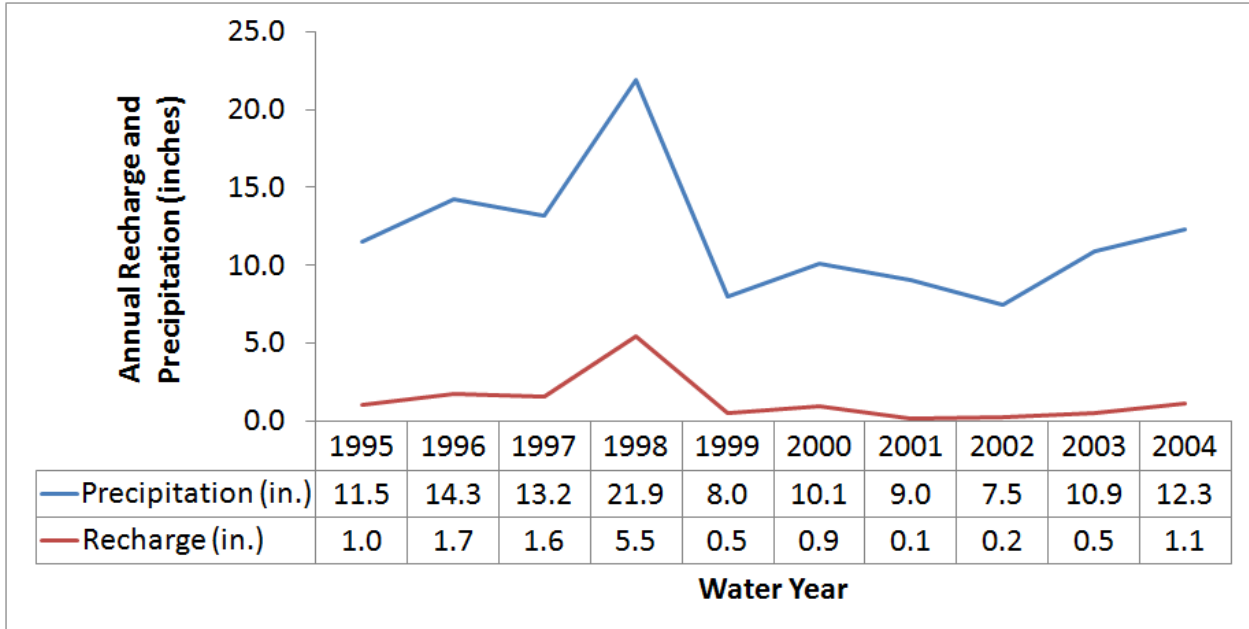 25.0
20.0
15.0
10.0
5.0
0.0
Annual Recharge and
Precipitation (inches)
1995 1996 1997 1998 1999 2000 2001 2002 2003 2004
Precipitation (in.) 11.5 14.3 13.2 21.9 8.0 10.1 9.0 7.5 10.9 12.3
Recharge (in.) 1.0 1.7 1.6 5.5 0.5 0.9 0.1 0.2 0.5 1.1
Water Year